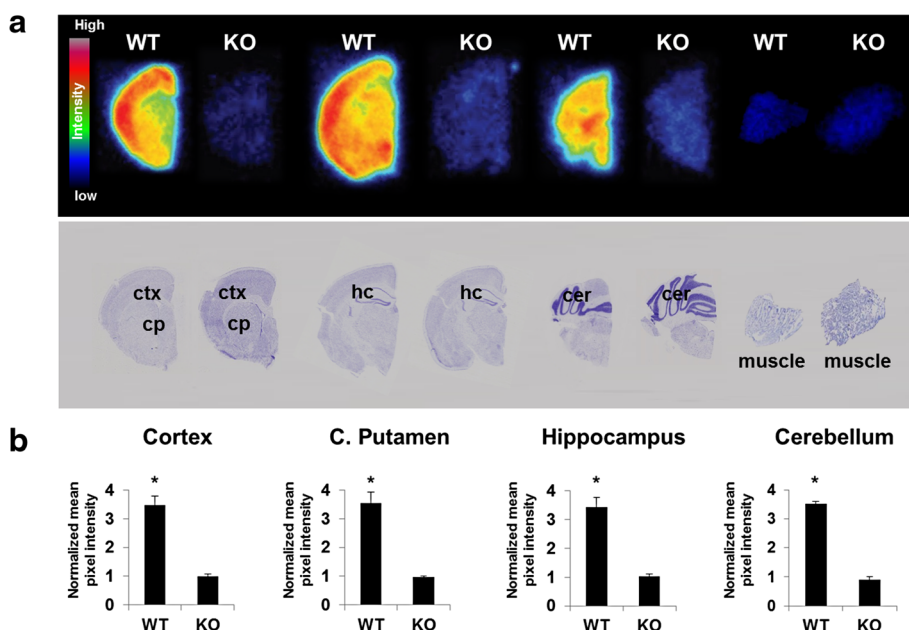 a
High
WT KO WT KO WT KO WT KO
Intensity
low
ctx ctx hc hc cer cer
cp cp
muscle muscle
b
Cortex C. Putamen Hippocampus Cerebellum
Normalized mean pixel intensity
4
3
2
1
0
*
WT KO
Normalized mean pixel intensity
4
3
2
1
0
*
WT KO
Normalized mean pixel intensity
4
3
2
1
0
*
WT KO
Normalized mean pixel intensity
4
3
2
1
0
*
WT KO